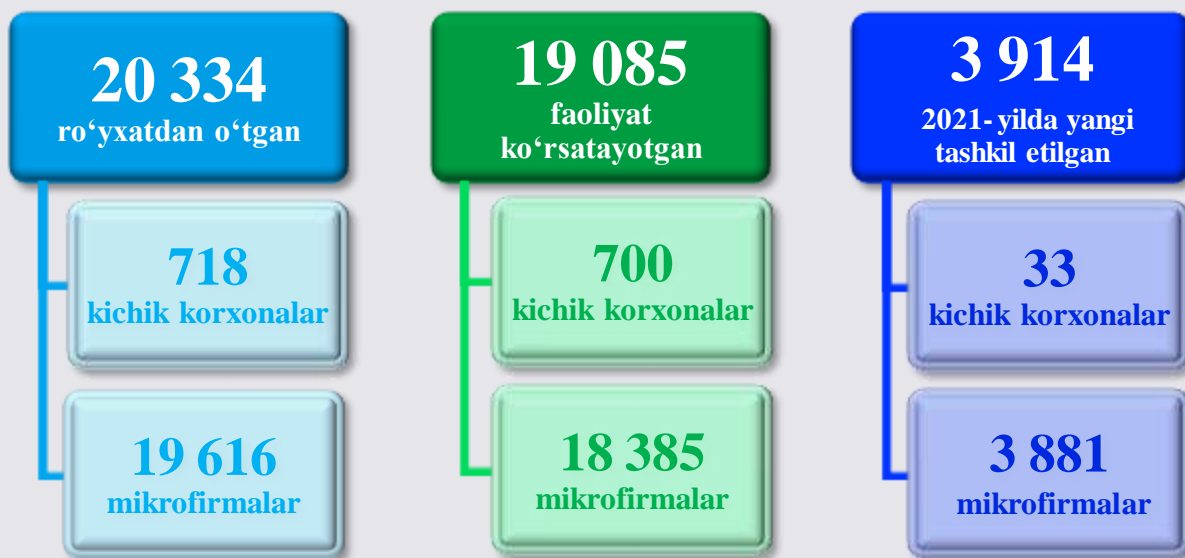 20 334
ro‘yxatdan o‘tgan
718
kichik korxonalar
19 616
mikrofirmalar
19 085
faoliyat
ko‘rsatayotgan
700
kichik korxonalar
18 385
mikrofirmalar
3 914
2021- yilda yangi
tashkil etilgan
33
kichik korxonalar
3 881
mikrofirmalar